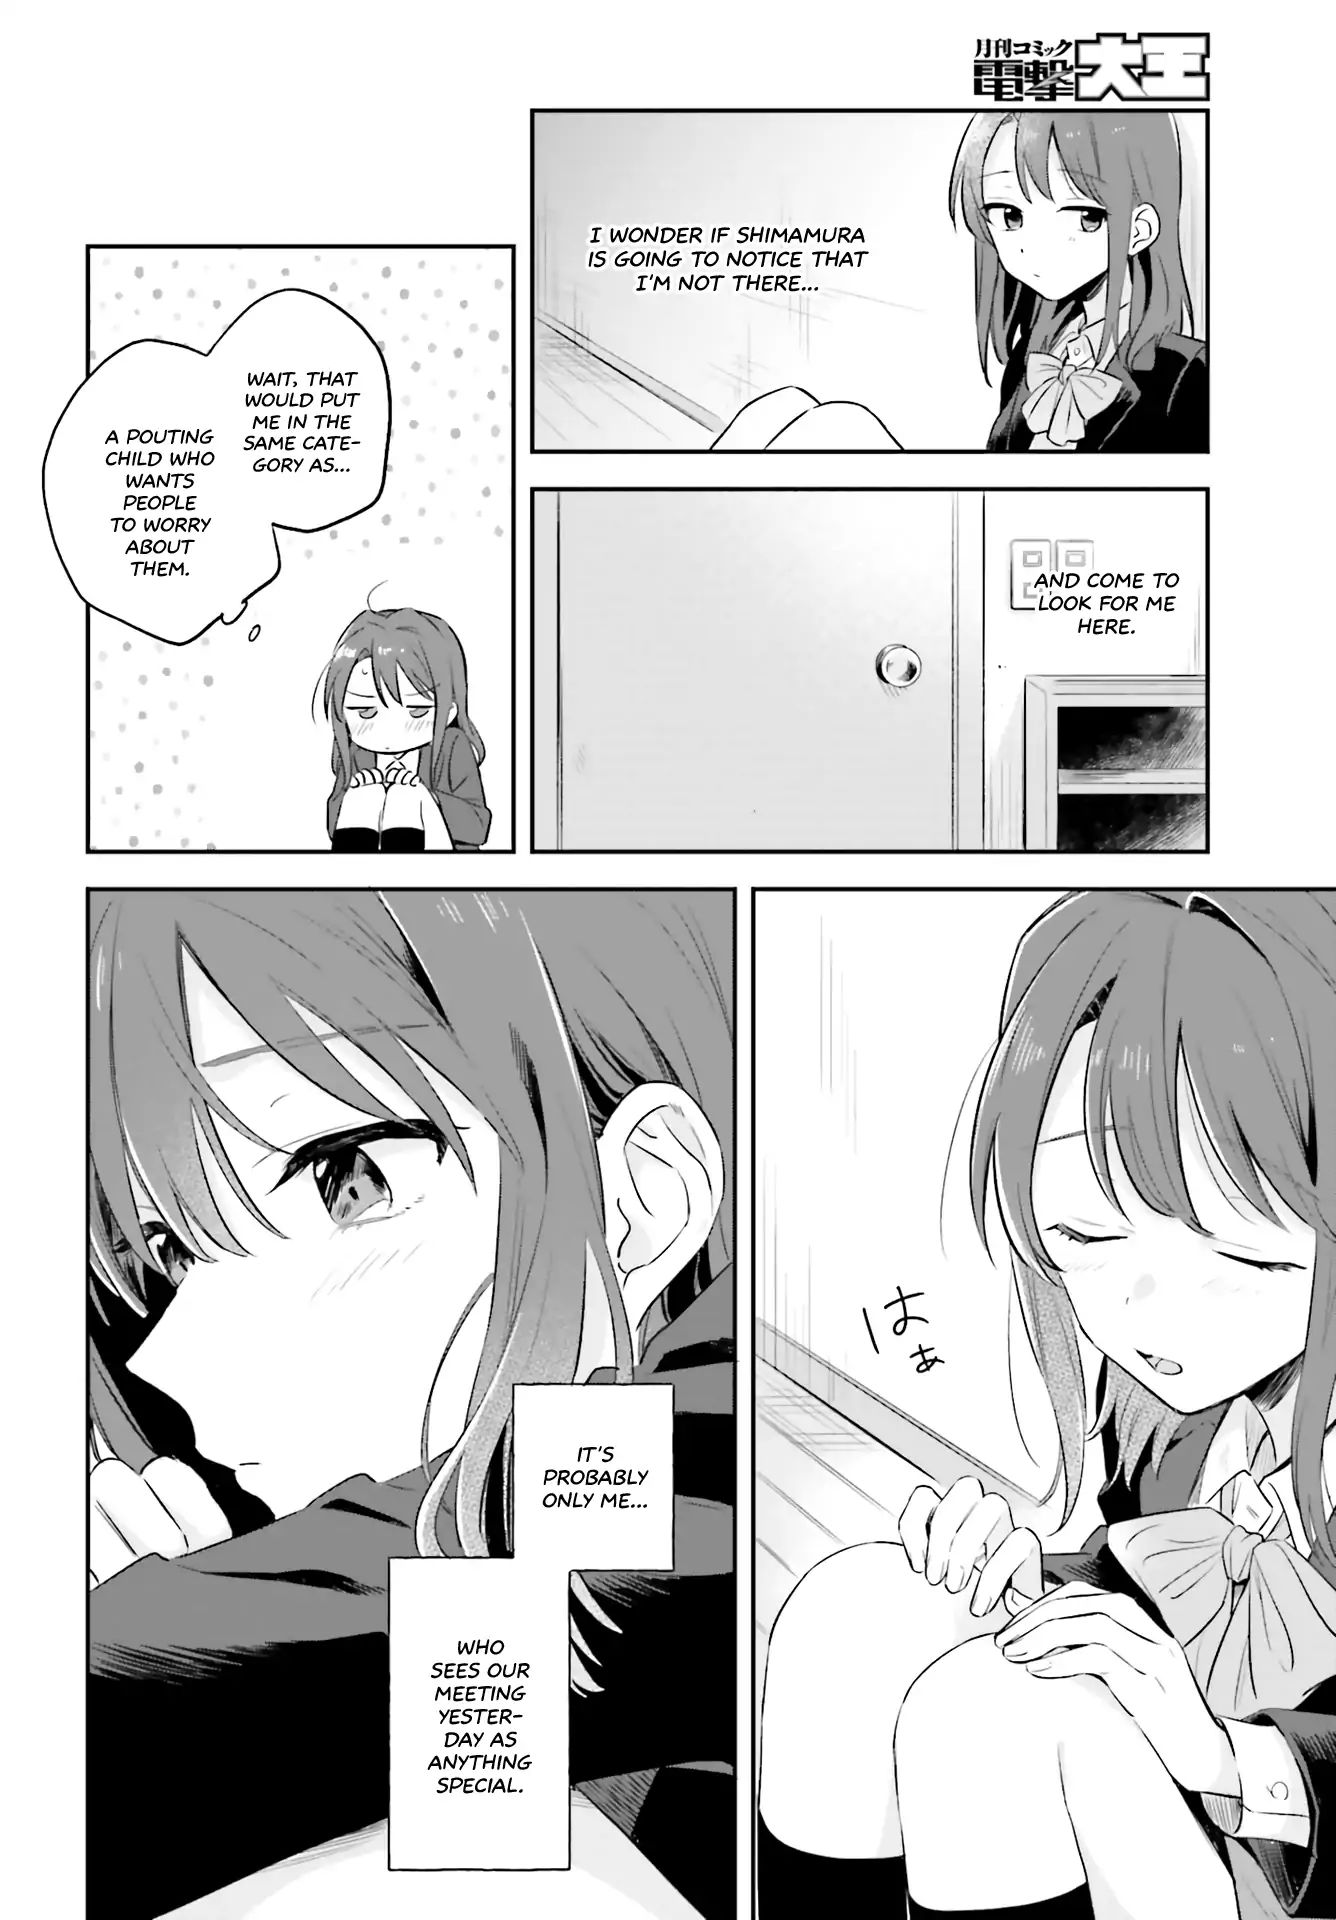 月刊コミック
電撃大王
I WONDER IF SHIMAMURA
IS GOING TO NOTICE THAT
I'M NOT THERE...
AND COME TO
LOOK FOR ME
HERE.
WAIT, THAT
WOULD PUT
ME IN THE
SAME CATE-
GORY AS...
A POUTING
CHILD WHO
WANTS
PEOPLE
TO WORRY
ABOUT
THEM.
はぁ
IT'S
PROBABLY
ONLY ME...
WHO
SEES OUR
MEETING
YESTER-
DAY AS
ANYTHING
SPECIAL.